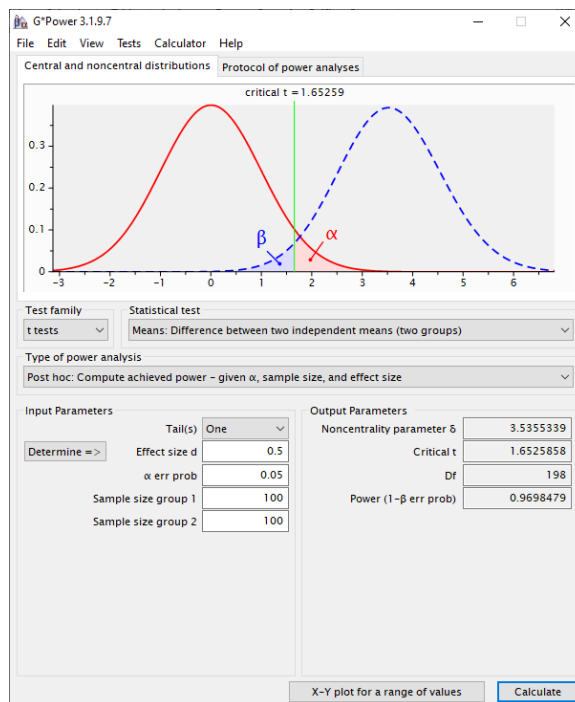 G*Power 3.1.9.7
File Edit View Tests Calculator Help
Central and noncentral distributions Protocol of power analyses
critical t = 1.65259
0.3
0.2
0.1
0
β α
-3 -2 -1 0 1 2 3 4 5 6
Test family Statistical test
t tests Means: Difference between two independent means (two groups)
Type of power analysis
Post hoc: Compute achieved power – given α, sample size, and effect size
Input Parameters
Tail(s) One
Determine => Effect size d 0.5
α err prob 0.05
Sample size group 1 100
Sample size group 2 100
Output Parameters
Noncentrality parameter δ 3.5355339
Critical t 1.6525858
Df 198
Power (1-β err prob) 0.9698479
X-Y plot for a range of values Calculate